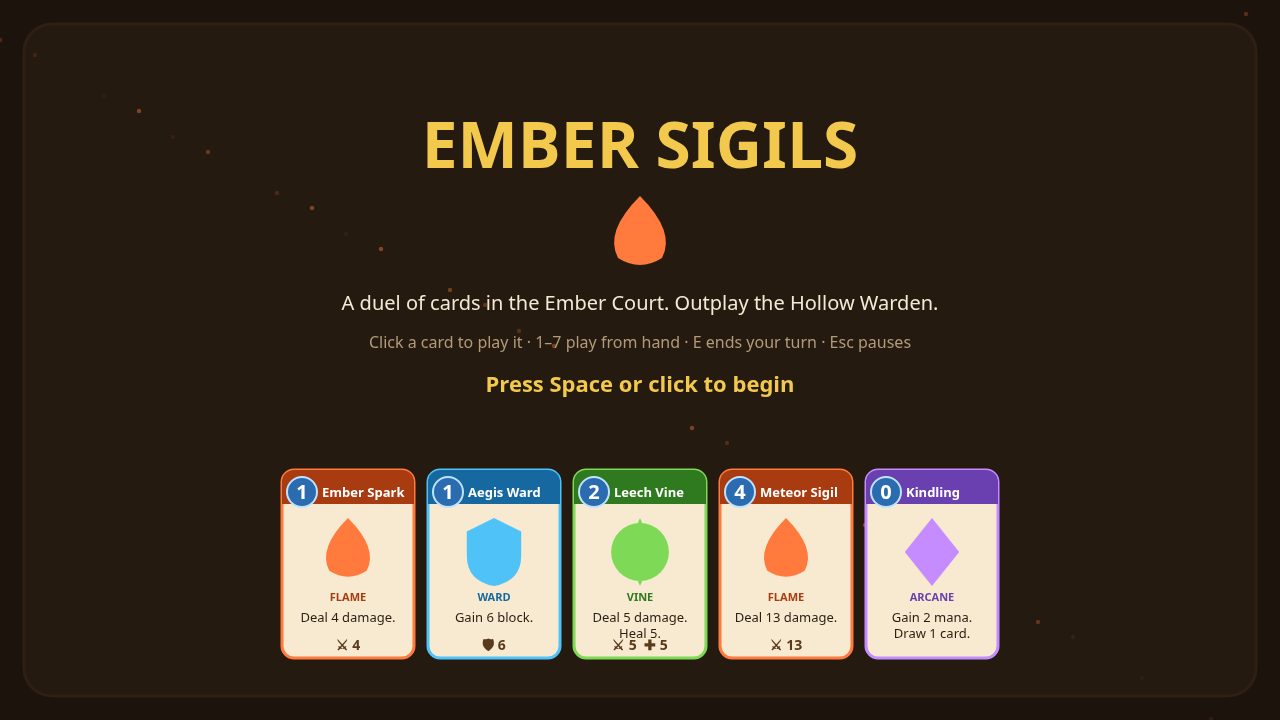 EMBER SIGILS
A duel of cards in the Ember Court. Outplay the Hollow Warden.
Click a card to play it · 1–7 play from hand · E ends your turn · Esc pauses
Press Space or click to begin
1 Ember Spark
FLAME
Deal 4 damage.
⚔ 4
1 Aegis Ward
WARD
Gain 6 block.
🛡 6
2 Leech Vine
VINE
Deal 5 damage.
Heal 5.
⚔ 5 ✚ 5
4 Meteor Sigil
FLAME
Deal 13 damage.
⚔ 13
0 Kindling
ARCANE
Gain 2 mana.
Draw 1 card.